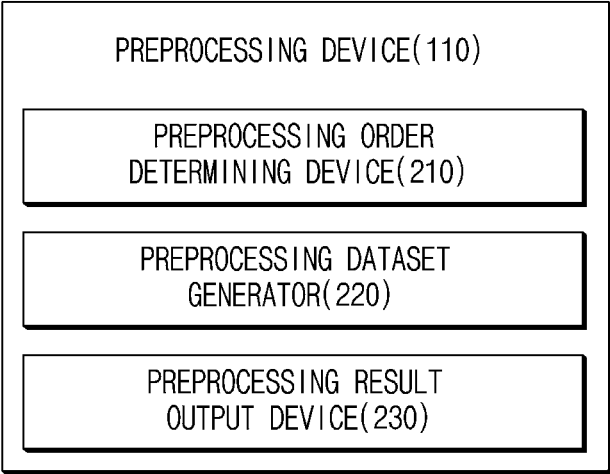 PREPROCESSING DEVICE(110)
PREPROCESSING ORDER
DETERMINING DEVICE(210)
PREPROCESSING DATASET
GENERATOR(220)
PREPROCESSING RESULT
OUTPUT DEVICE(230)